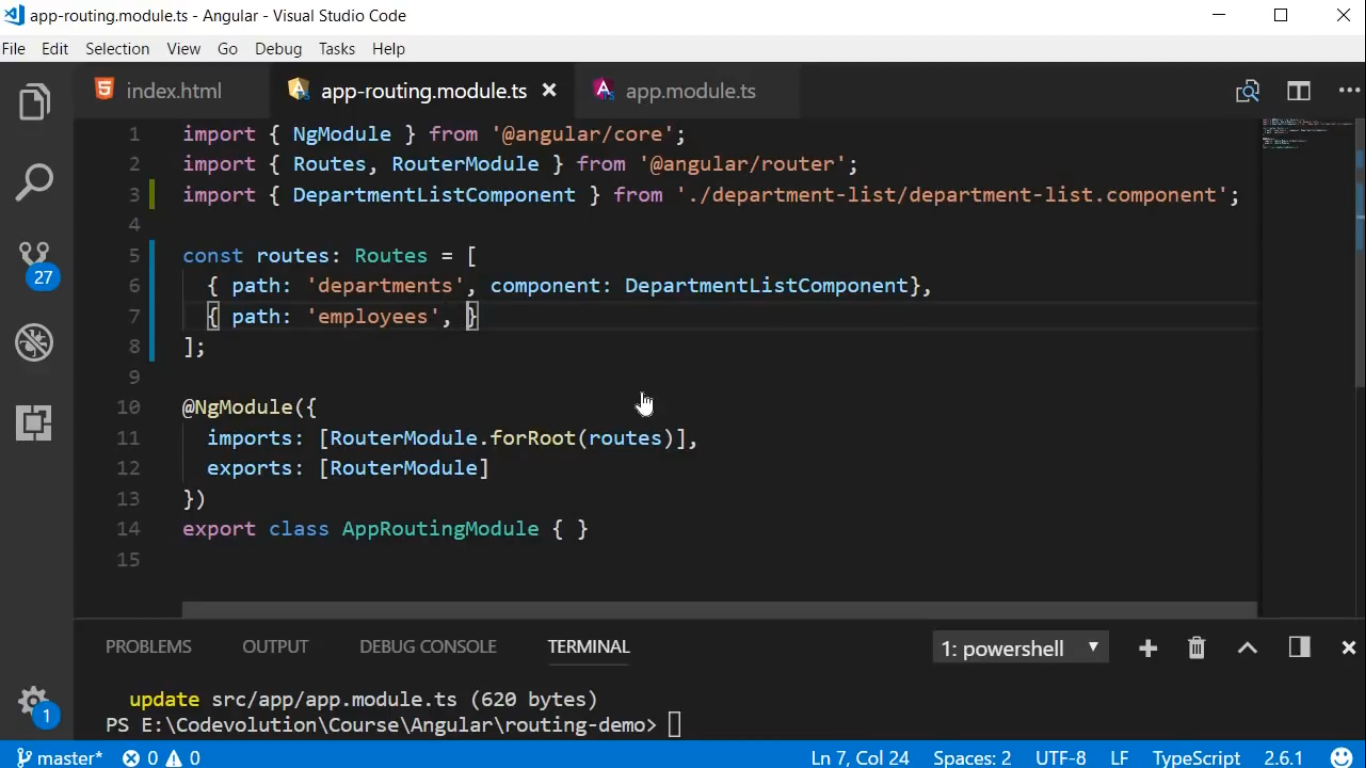 app-routing.module.ts - Angular - Visual Studio Code
File Edit Selection View Go Debug Tasks Help
index.html app-routing.module.ts app.module.ts
1 import { NgModule } from '@angular/core';
2 import { Routes, RouterModule } from '@angular/router';
3 import { DepartmentListComponent } from './department-list/department-list.component';
4
5 const routes: Routes = [
6 { path: 'departments', component: DepartmentListComponent},
7 { path: 'employees', }
8 ];
9
10 @NgModule({
11 imports: [RouterModule.forRoot(routes)],
12 exports: [RouterModule]
13 })
14 export class AppRoutingModule { }
15
27
PROBLEMS OUTPUT DEBUG CONSOLE TERMINAL 1: powershell
update src/app/app.module.ts (620 bytes)
PS E:\Codevolution\Course\Angular\routing-demo>
1
master* 0 0 Ln 7, Col 24 Spaces: 2 UTF-8 LF TypeScript 2.6.1